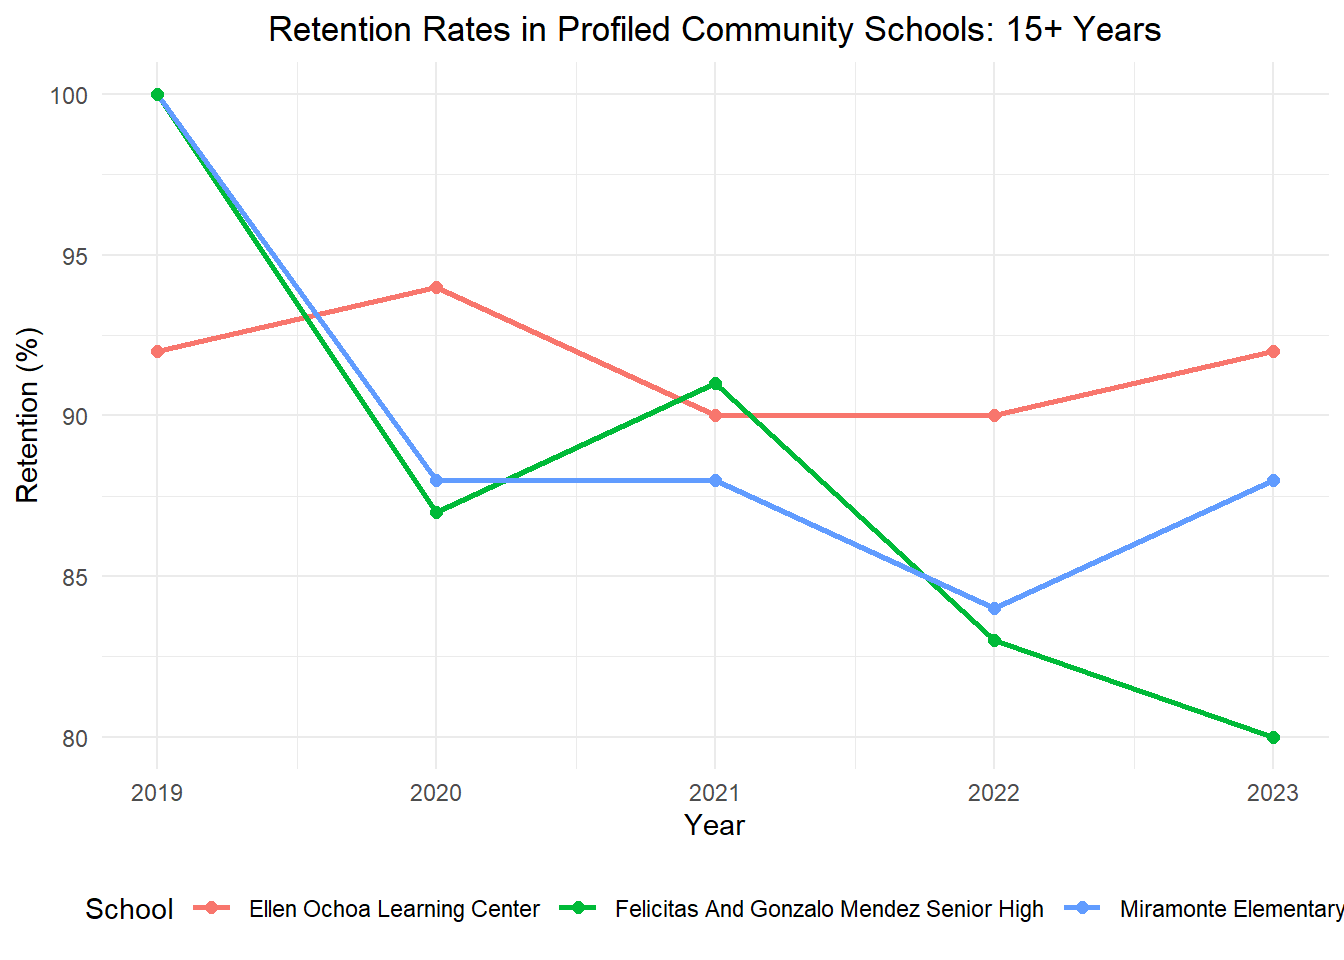 Retention Rates in Profiled Community Schools: 15+ Years
100
95
90
85
80
Retention (%)
2019 2020 2021 2022 2023
Year
School Ellen Ochoa Learning Center Felicitas And Gonzalo Mendez Senior High Miramonte Elementary